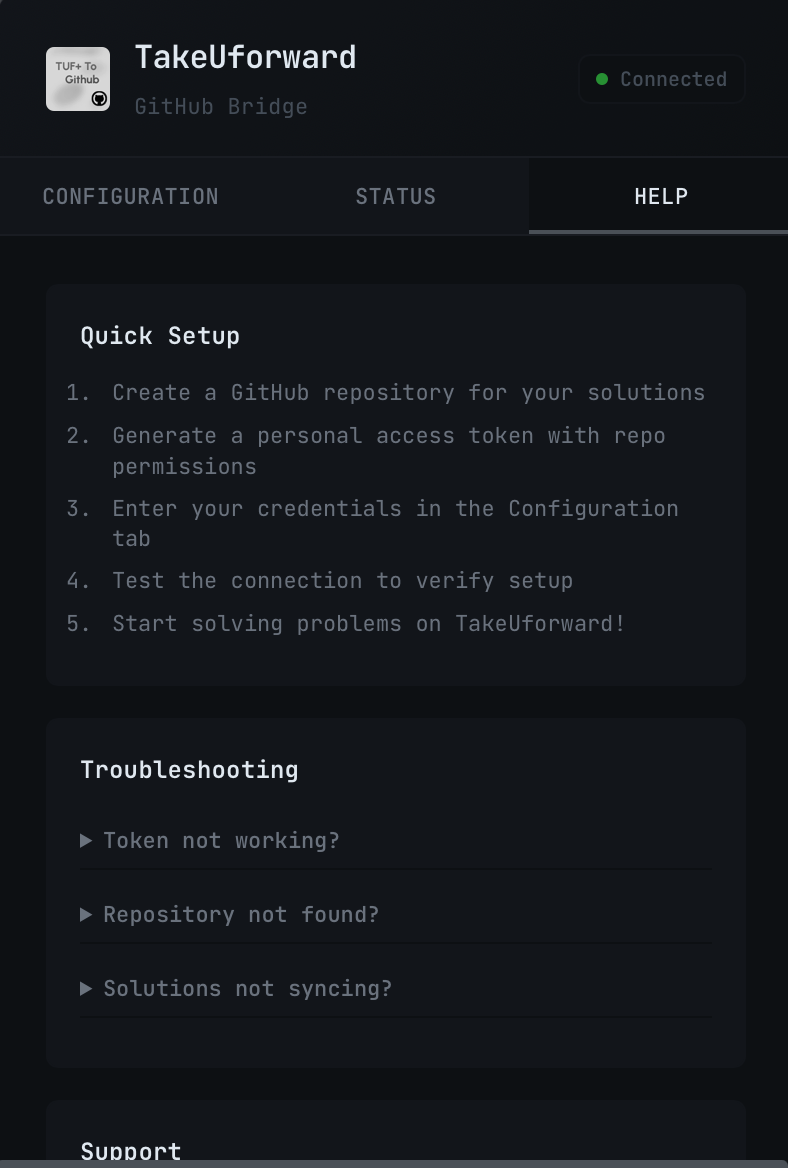 TUF+ To
Github
TakeUforward
GitHub Bridge
Connected
CONFIGURATION
STATUS
HELP
Quick Setup
1. Create a GitHub repository for your solutions
2. Generate a personal access token with repo
permissions
3. Enter your credentials in the Configuration
tab
4. Test the connection to verify setup
5. Start solving problems on TakeUforward!
Troubleshooting
Token not working?
Repository not found?
Solutions not syncing?
Support